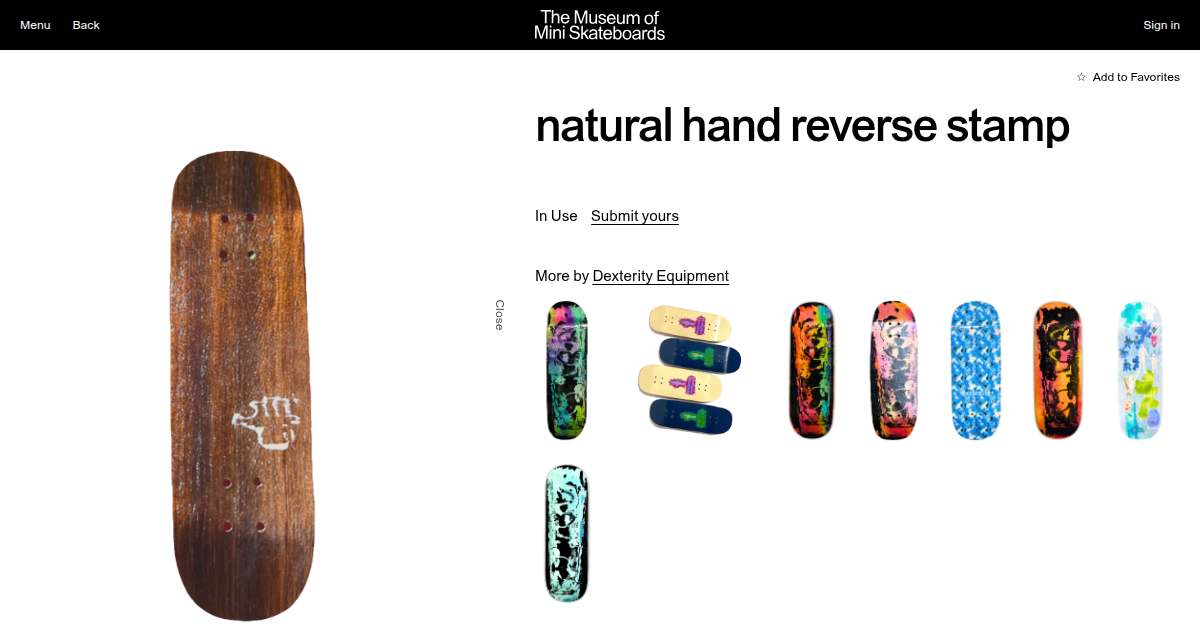 Menu
Back
The Museum of
Mini Skateboards
Sign in
☆ Add to Favorites
natural hand reverse stamp
In Use Submit yours
More by Dexterity Equipment
Close